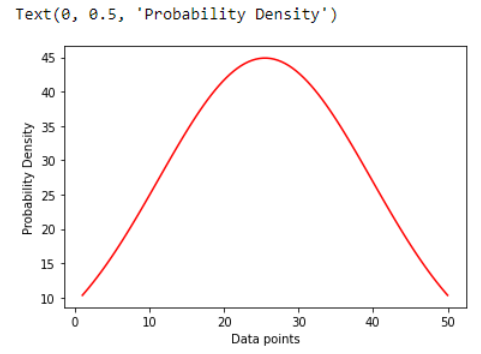 Text(0, 0.5, 'Probability Density')
45
40
35
30
25
20
15
10
Probability Density
0 10 20 30 40 50
Data points